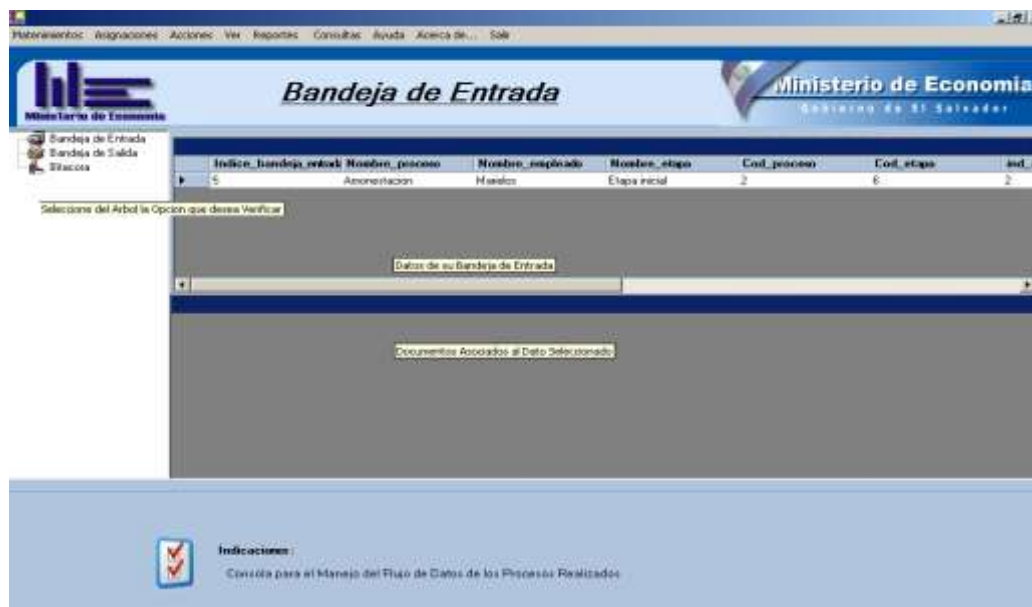 Mantenimientos Asignaciones Acciones Ver Reportes Consultas Ayuda Acerca de... Salir
Ministerio de Economia
Bandeja de Entrada
Ministerio de Economia
Gobierno de El Salvador
Bandeja de Entrada
Bandeja de Salida
Bitacora
Indice_bandeja_entrad Nombre_proceso Nombre_empleado Nombre_etapa Cod_proceso Cod_etapa ind_
5 Amonestacion Etapa inicial 2 6 2
Seleccione del Arbol la Opcion que desea Verificar
Datos de su Bandeja de Entrada
Documentos Asociados al Dato Seleccionado
Indicaciones :
Consola para el Manejo del Flujo de Datos de los Procesos Realizados